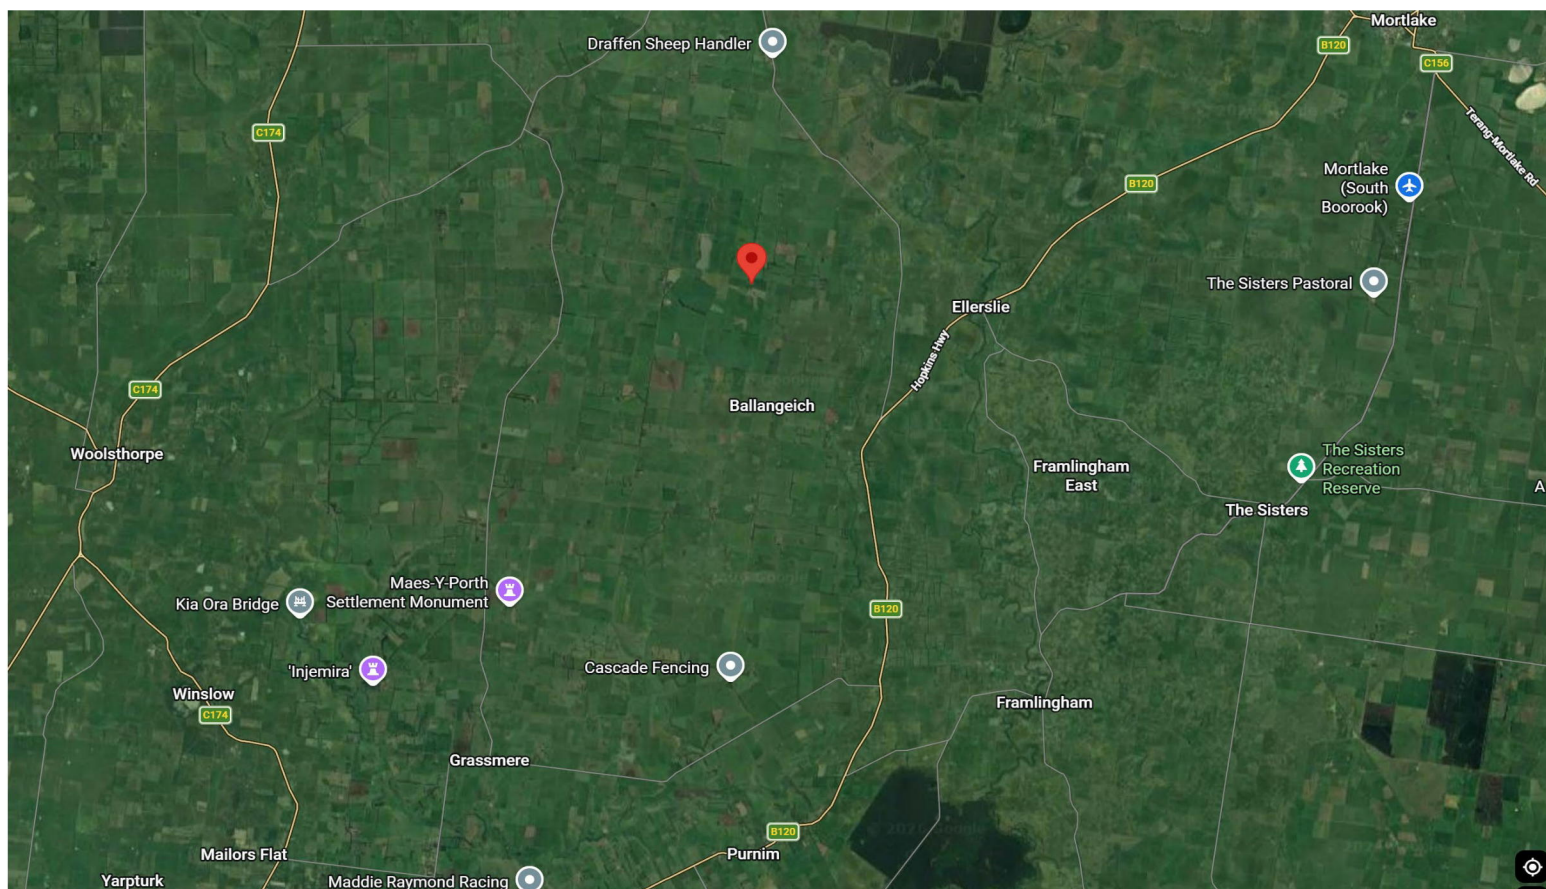 Mortlake
Draffen Sheep Handler
B120
C156
Terang-Mortlake Rd
C174
Mortlake
(South
Boorook)
B120
The Sisters Pastoral
Ellerslie
Hopkins Hwy
C174
Ballangeich
Woolsthorpe
Framlingham
East
The Sisters
Recreation
Reserve
A
The Sisters
Maes-Y-Porth
Settlement Monument
Kia Ora Bridge
B120
'Injemira'
Cascade Fencing
Winslow
C174
Framlingham
Grassmere
B120
Mailors Flat
Purnim
Yarpturk
Maddie Raymond Racing